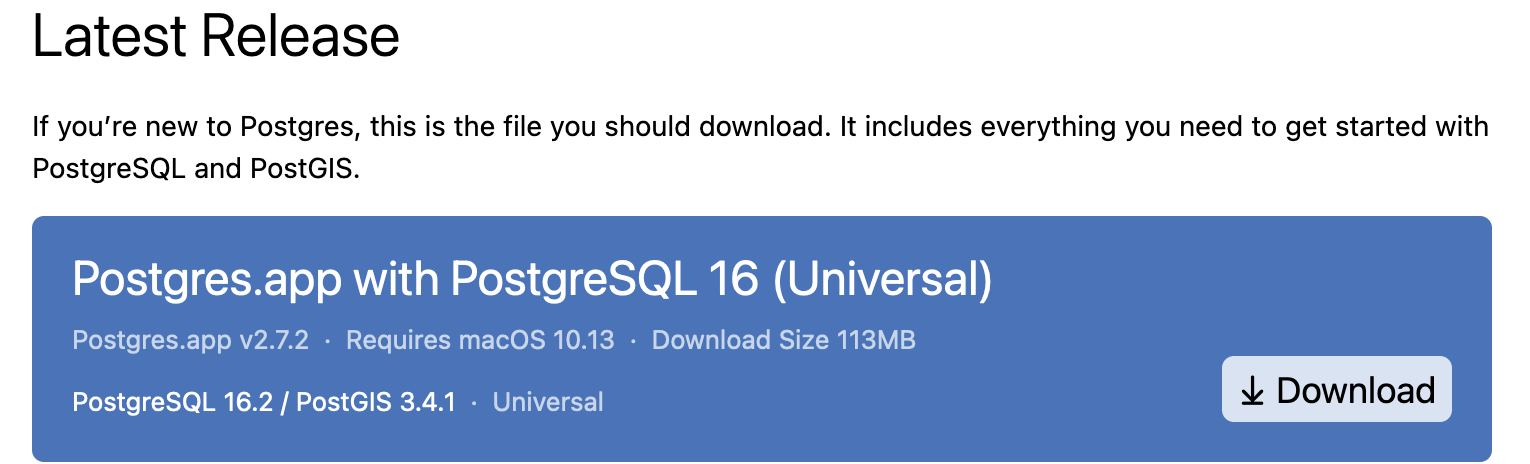 Latest Release
If you’re new to Postgres, this is the file you should download. It includes everything you need to get started with
PostgreSQL and PostGIS.
Postgres.app with PostgreSQL 16 (Universal)
Postgres.app v2.7.2 · Requires macOS 10.13 · Download Size 113MB
PostgreSQL 16.2 / PostGIS 3.4.1 · Universal
Download